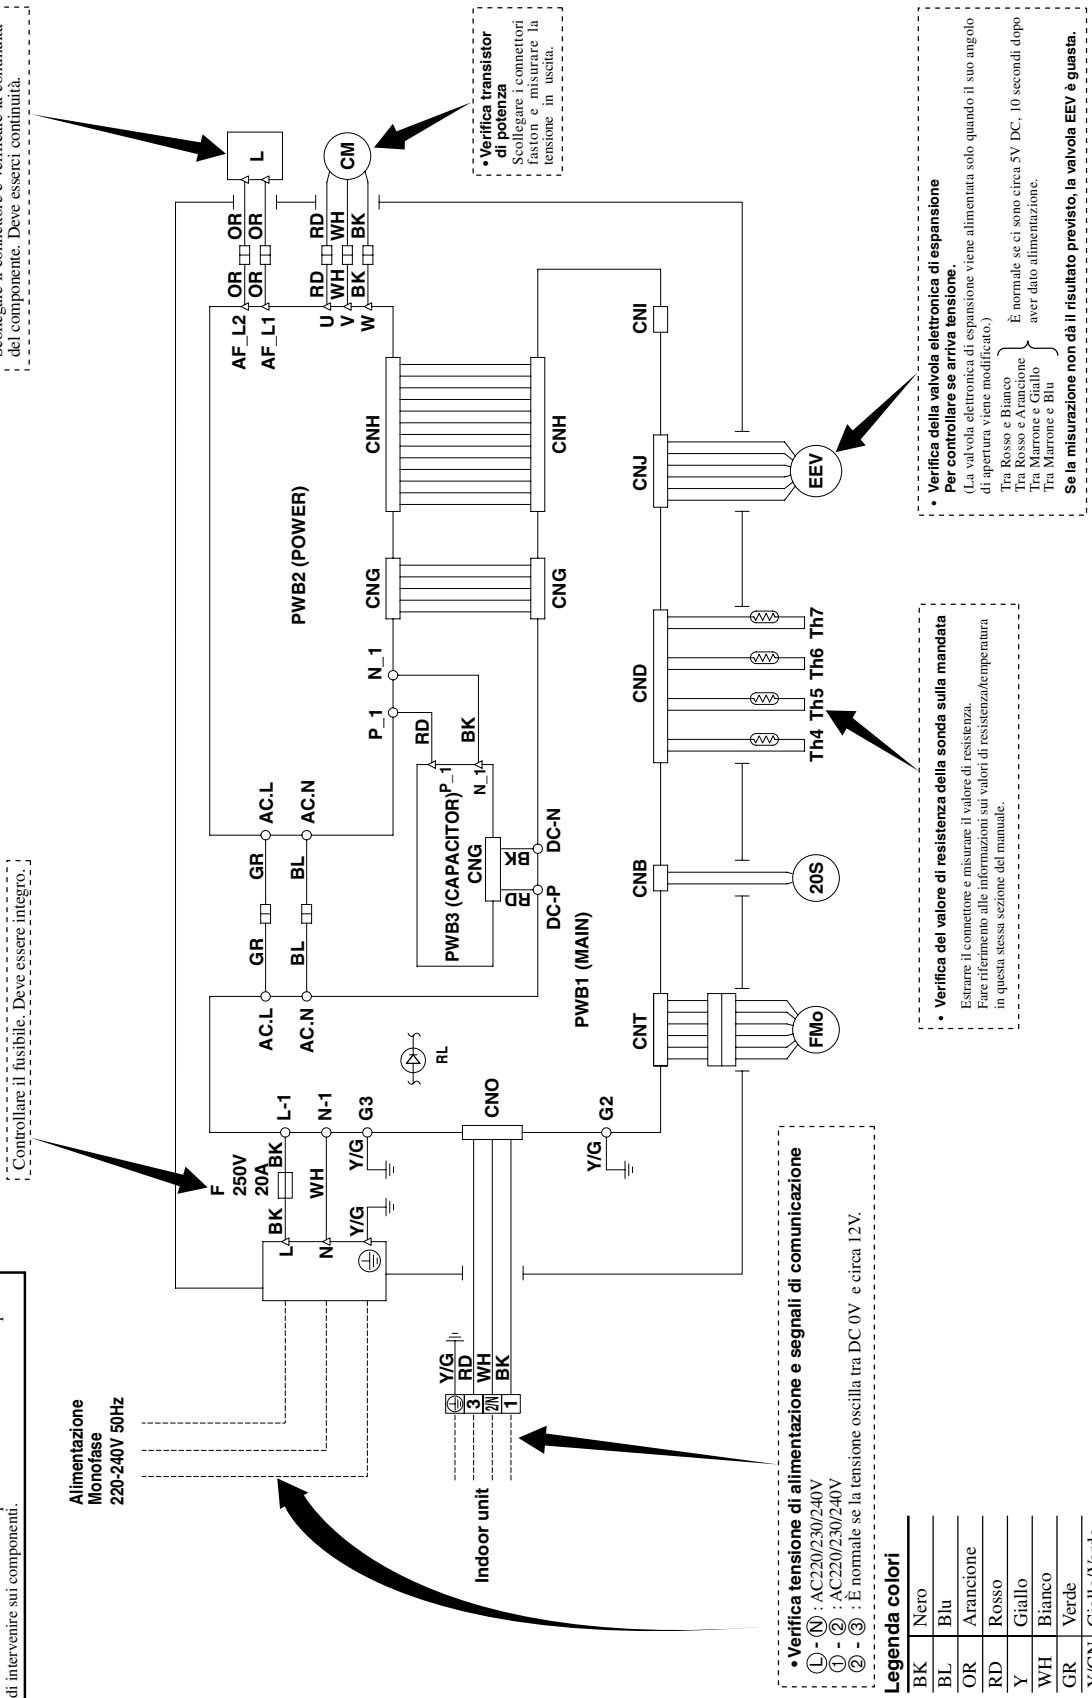 di intervenire sui componenti.
Alimentazione
Monofase
220-240V 50Hz
Controllare il fusibile. Deve essere integro.
del componente. Deve esserci continuità.
• Verifica transistor
di potenza
Scollegare i connettori
faston e misurare la
tensione in uscita.
F
250V
20A
L
BK
BK
L-1
N
WH
N-1
Y/G
Y/G
G3
AC.L
GR
GR
AC.L
AC.N
BL
BL
AC.N
RL
CNO
Y/G
G2
Indoor unit
Y/G
3
RD
2/N
WH
1
BK
PWB1 (MAIN)
PWB2 (POWER)
PWB3 (CAPACITOR)
P_1
N_1
P_1
N_1
RD
BK
CNG
RD
BK
DC-P
DC-N
CNG
CNG
CNH
CNH
AF_L2
OR
OR
AF_L1
OR
OR
L
U
RD
RD
V
WH
WH
W
BK
BK
CM
CNT
CNB
CND
CNJ
CNI
FMo
20S
Th4
Th5
Th6
Th7
EEV
• Verifica tensione di alimentazione e segnali di comunicazione
Ⓛ - Ⓝ : AC220/230/240V
① - ② : AC220/230/240V
② - ③ : È normale se la tensione oscilla tra DC 0V e circa 12V.
• Verifica del valore di resistenza della sonda sulla mandata
Estrarre il connettore e misurare il valore di resistenza.
Fare riferimento alle informazioni sui valori di resistenza/temperatura
in questa stessa sezione del manuale.
• Verifica della valvola elettronica di espansione
Per controllare se arriva tensione.
(La valvola elettronica di espansione viene alimentata solo quando il suo angolo
di apertura viene modificato.)
Tra Rosso e Bianco
Tra Rosso e Arancione
Tra Marrone e Giallo
Tra Marrone e Blu
È normale se ci sono circa 5V DC, 10 secondi dopo
aver dato alimentazione.
Se la misurazione non dà il risultato previsto, la valvola EEV è guasta.
Legenda colori
BK Nero
BL Blu
OR Arancione
RD Rosso
Y Giallo
WH Bianco
GR Verde